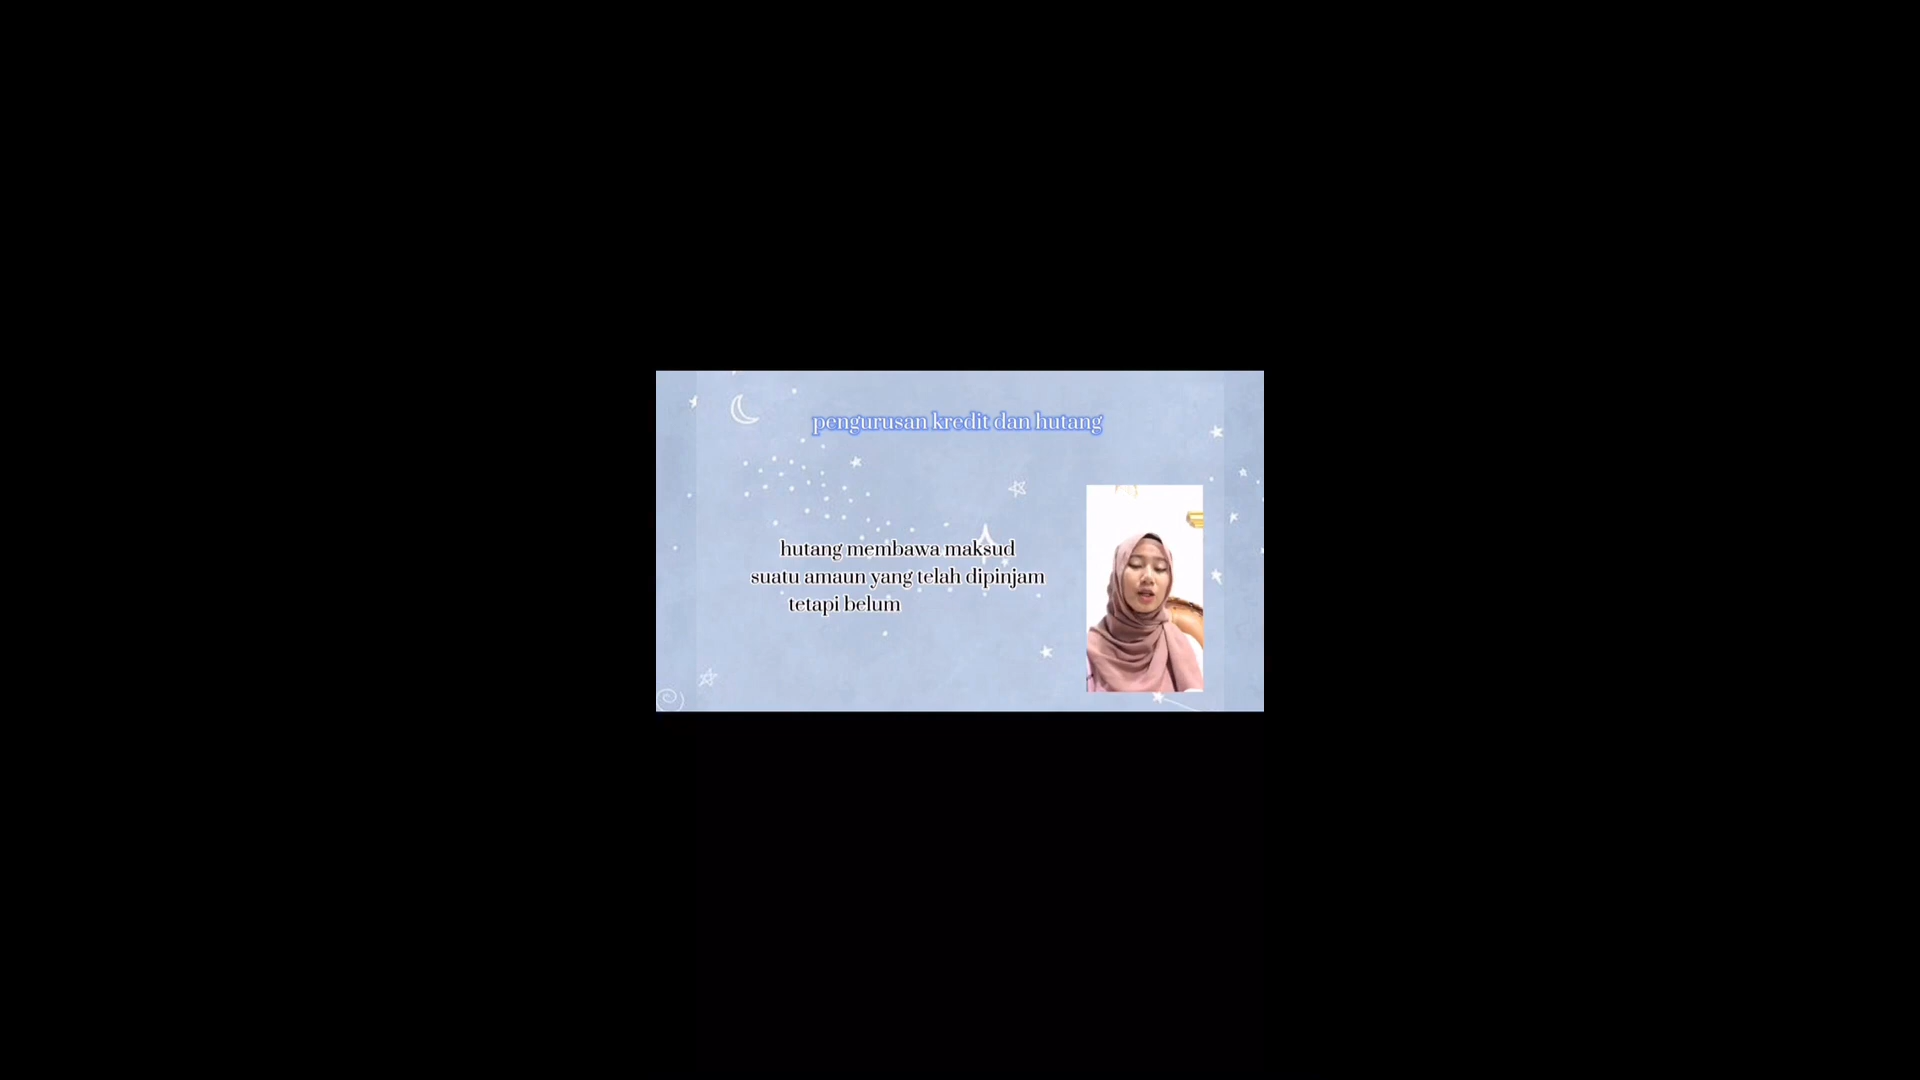 pengurusan kredit dan hutang
hutang membawa maksud
suatu amaun yang telah dipinjam
tetapi belum